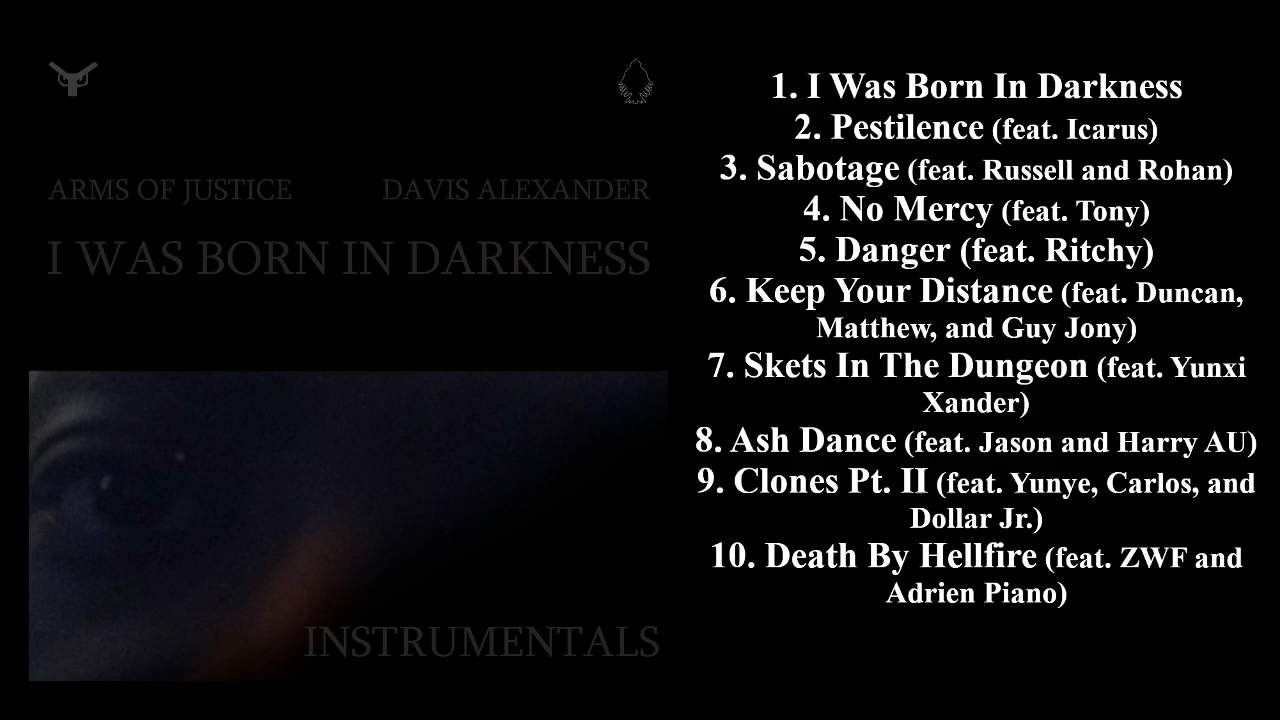 ARMS OF JUSTICE
DAVIS ALEXANDER
I WAS BORN IN DARKNESS
INSTRUMENTALS
1. I Was Born In Darkness
2. Pestilence (feat. Icarus)
3. Sabotage (feat. Russell and Rohan)
4. No Mercy (feat. Tony)
5. Danger (feat. Ritchy)
6. Keep Your Distance (feat. Duncan,
Matthew, and Guy Jony)
7. Skets In The Dungeon (feat. Yunxi
Xander)
8. Ash Dance (feat. Jason and Harry AU)
9. Clones Pt. II (feat. Yunye, Carlos, and
Dollar Jr.)
10. Death By Hellfire (feat. ZWF and
Adrien Piano)